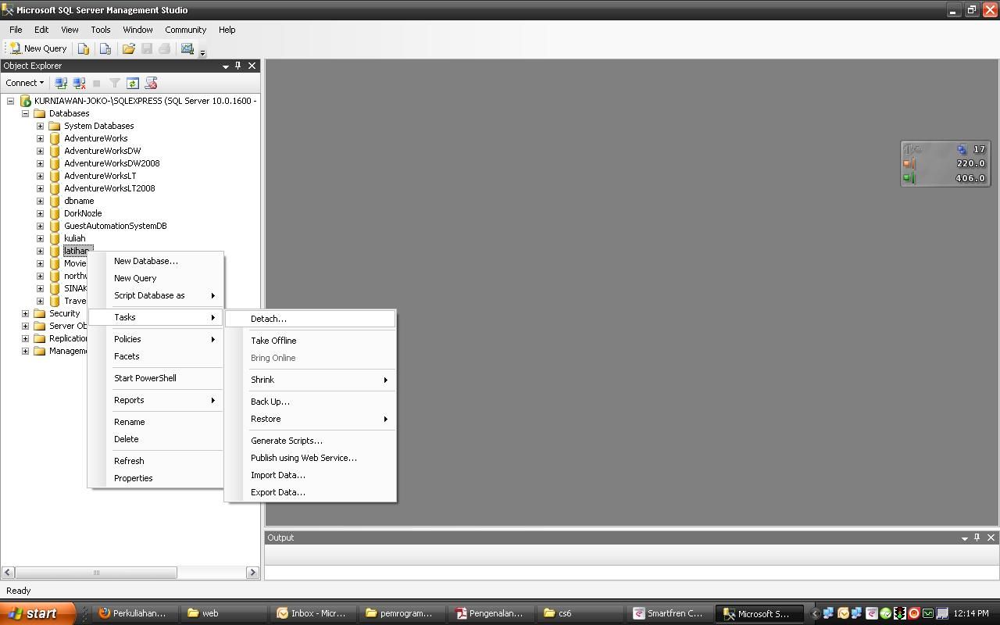 Microsoft SQL Server Management Studio
File Edit View Tools Window Community Help
New Query
Object Explorer
Connect
KURNIAWAN-JOKO-\SQLEXPRESS (SQL Server 10.0.1600 -
Databases
System Databases
AdventureWorks
AdventureWorksDW
AdventureWorksDW2008
AdventureWorksLT
AdventureWorksLT2008
dbname
DorkNozle
GuestAutomationSystemDB
kuliah
latihan
Movie
northw
SINAK
Trave
Security
Server Ob
Replication
Manageme
New Database...
New Query
Script Database as
Tasks
Policies
Facets
Start PowerShell
Reports
Rename
Delete
Refresh
Properties
Detach...
Take Offline
Bring Online
Shrink
Back Up...
Restore
Generate Scripts...
Publish using Web Service...
Import Data...
Export Data...
17
220.0
406.0
Output
Ready
start
Perkuliahan...
web
Inbox - Micr...
pemrogram...
Pengenalan...
cs6
Smartfren C...
Microsoft S...
12:14 PM